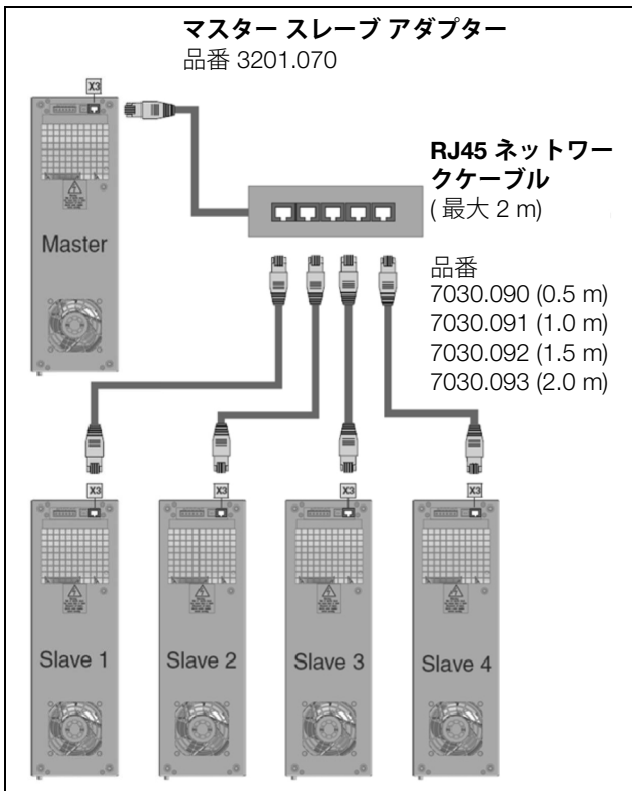 マスター スレーブ アダプター
品番 3201.070
X3
Master
RJ45 ネットワー
クケーブル
( 最大 2 m)
品番
7030.090 (0.5 m)
7030.091 (1.0 m)
7030.092 (1.5 m)
7030.093 (2.0 m)
X3
X3
X3
X3
Slave 1
Slave 2
Slave 3
Slave 4